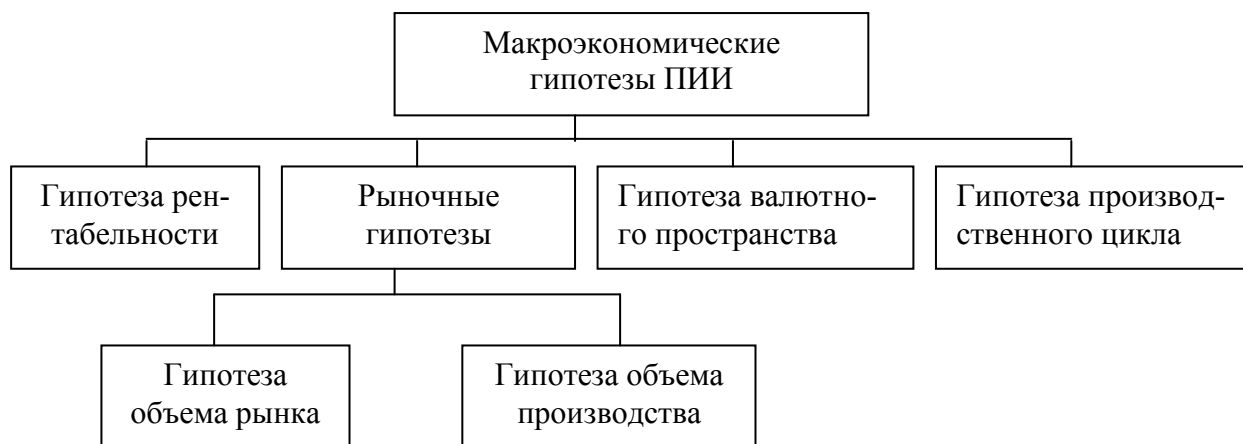 Макроэкономические
гипотезы ПИИ
Гипотеза рен-
табельности
Рыночные
гипотезы
Гипотеза валютно-
го пространства
Гипотеза производ-
ственного цикла
Гипотеза
объема рынка
Гипотеза объема
производства